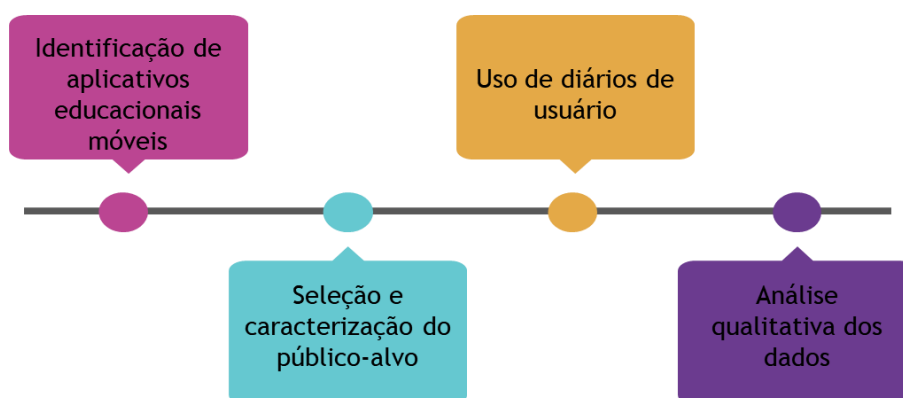 Identificação de
aplicativos
educacionais
móveis
Seleção e
caracterização do
público-alvo
Uso de diários de
usuário
Análise
qualitativa dos
dados